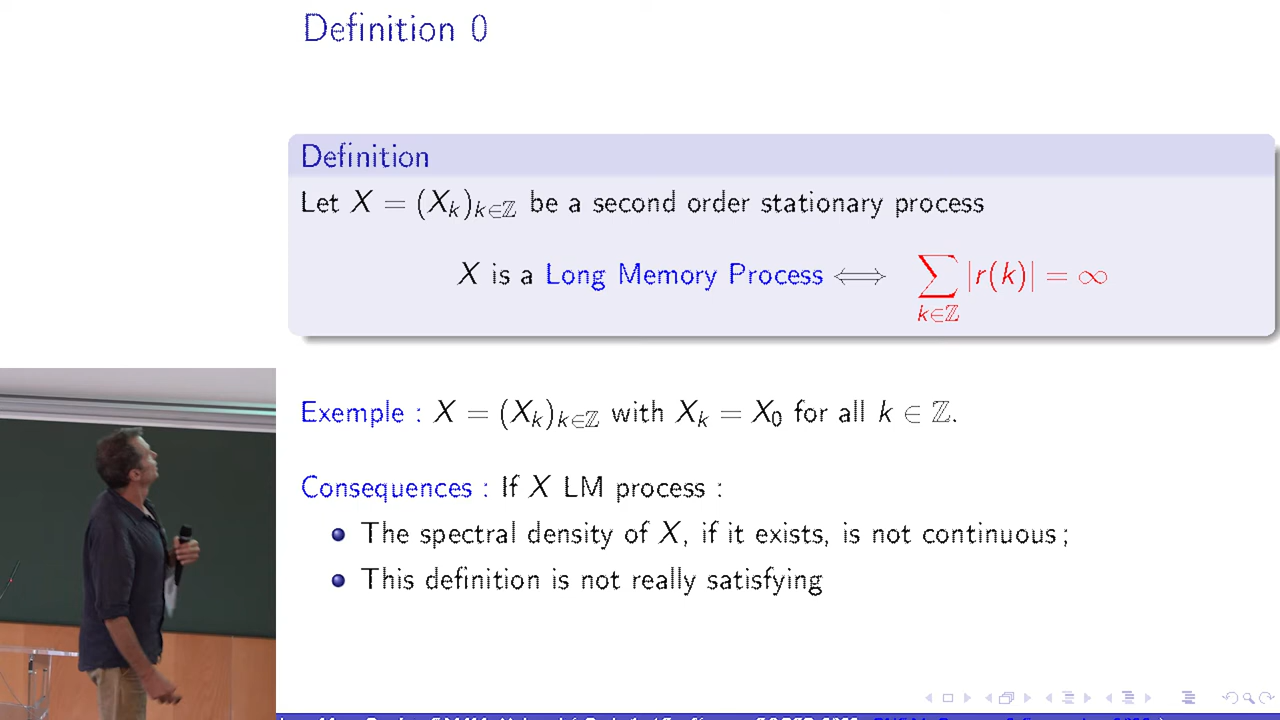 Definition 0
Definition
Let X = (X_k)_{k∈ℤ} be a second order stationary process
X is a Long Memory Process ⟺ ∑_{k∈ℤ} |r(k)| = ∞
Exemple : X = (X_k)_{k∈ℤ} with X_k = X_0 for all k ∈ ℤ.
Consequences : If X LM process :
The spectral density of X, if it exists, is not continuous ;
This definition is not really satisfying